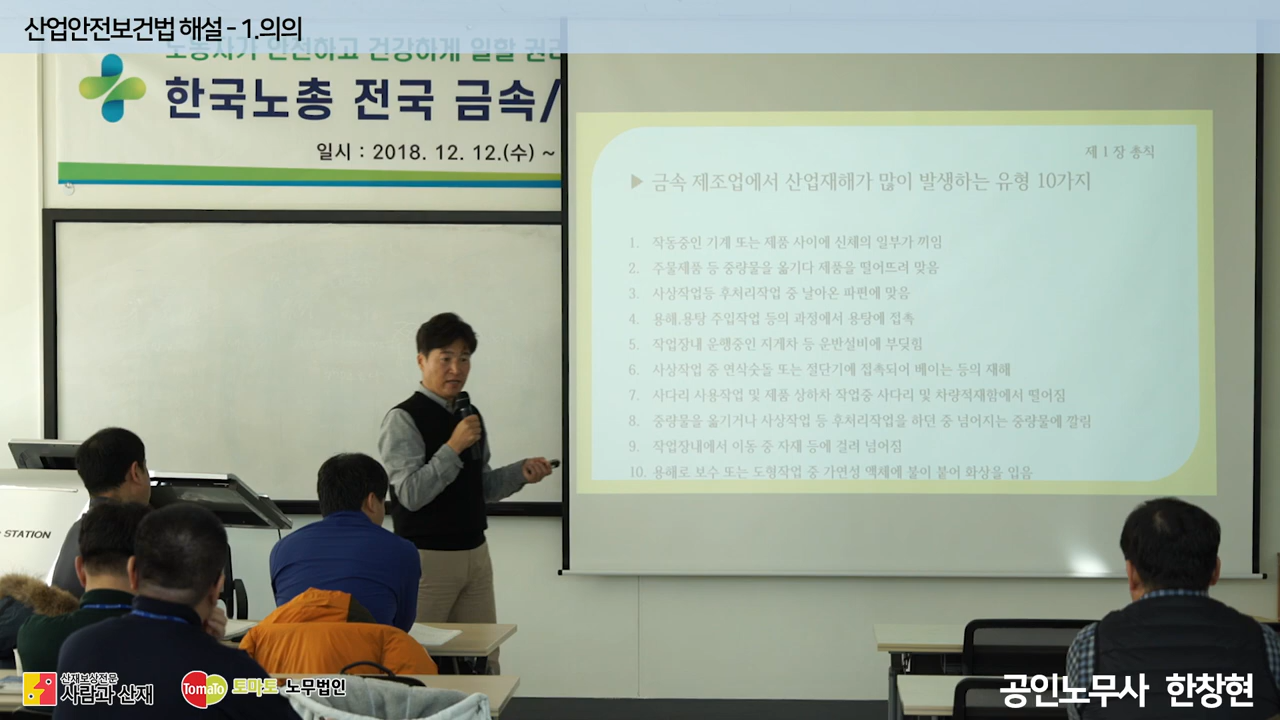 산업안전보건법 해설 - 1.의의
노동자가 안전하고 건강하게 일할 권리
한국노총 전국 금속/
일시 : 2018. 12. 12.(수) ~
제 1 장 총칙
▶ 금속 제조업에서 산업재해가 많이 발생하는 유형 10가지
1. 작동중인 기계 또는 제품 사이에 신체의 일부가 끼임
2. 주물제품 등 중량물을 옮기다 제품을 떨어뜨려 맞음
3. 사상작업등 후처리작업 중 날아온 파편에 맞음
4. 용해,용탕 주입작업 등의 과정에서 용탕에 접촉
5. 작업장내 운행중인 지게차 등 운반설비에 부딪힘
6. 사상작업 중 연삭숫돌 또는 절단기에 접촉되어 베이는 등의 재해
7. 사다리 사용작업 및 제품 상하차 작업중 사다리 및 차량적재함에서 떨어짐
8. 중량물을 옮기거나 사상작업 등 후처리작업을 하던 중 넘어지는 중량물에 깔림
9. 작업장내에서 이동 중 자재 등에 걸려 넘어짐
10. 용해로 보수 또는 도형작업 중 가연성 액체에 불이 붙어 화상을 입음
STATION
산재보상전문
사람과 산재
TomaTo 토마토 노무법인
공인노무사 한창현